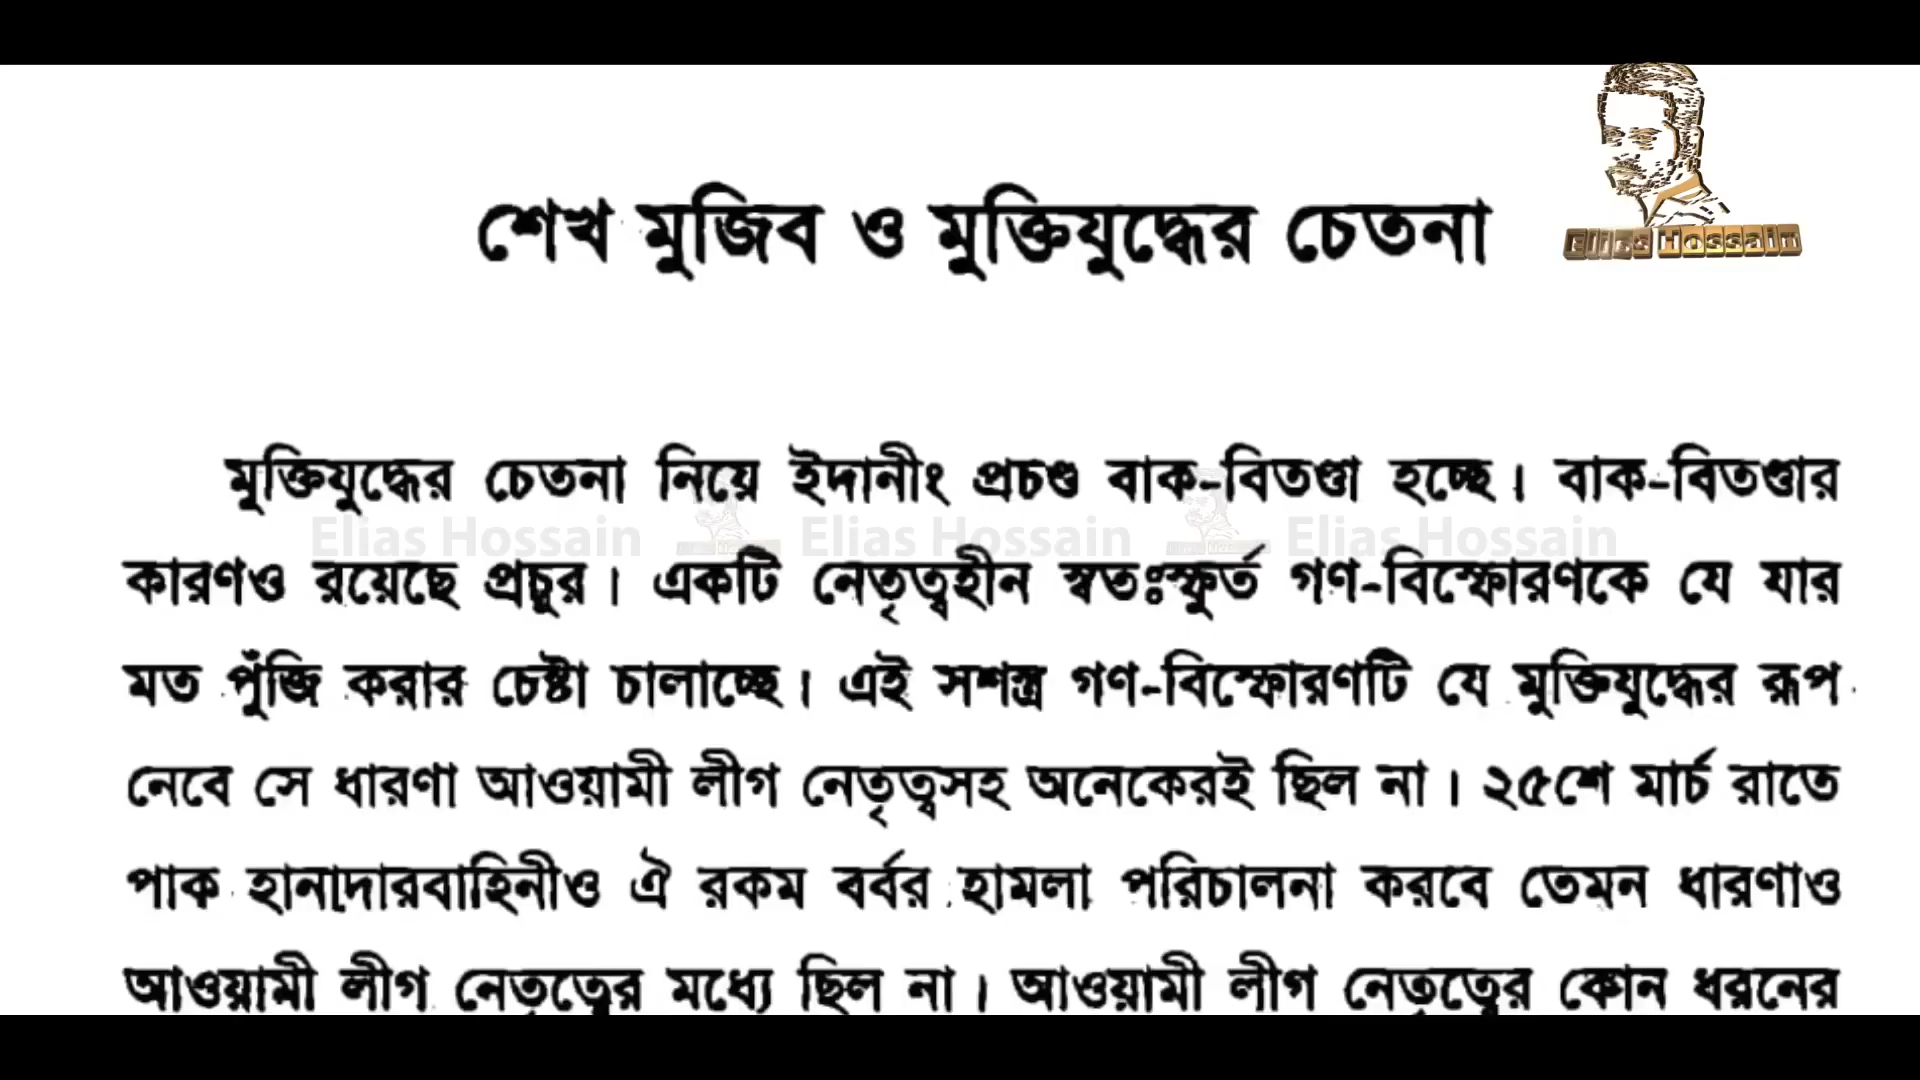 Elias Hossain
শেখ মুজিব ও মুক্তিযুদ্ধের চেতনা
মুক্তিযুদ্ধের চেতনা নিয়ে ইদানীং প্রচণ্ড বাক-বিতণ্ডা হচ্ছে। বাক-বিতণ্ডার
Elias Hossain Elias Hossain Elias Hossain
কারণও রয়েছে প্রচুর। একটি নেতৃত্বহীন স্বতঃস্ফূর্ত গণ-বিস্ফোরণকে যে যার
মত পুঁজি করার চেষ্টা চালাচ্ছে। এই সশস্ত্র গণ-বিস্ফোরণটি যে মুক্তিযুদ্ধের রূপ
নেবে সে ধারণা আওয়ামী লীগ নেতৃত্বসহ অনেকেরই ছিল না। ২৫শে মার্চ রাতে
পাক হানাদারবাহিনীও ঐ রকম বর্বর হামলা পরিচালনা করবে তেমন ধারণাও
আওয়ামী লীগ নেতৃত্বের মধ্যে ছিল না। আওয়ামী লীগ নেতৃত্বের কোন ধরনের